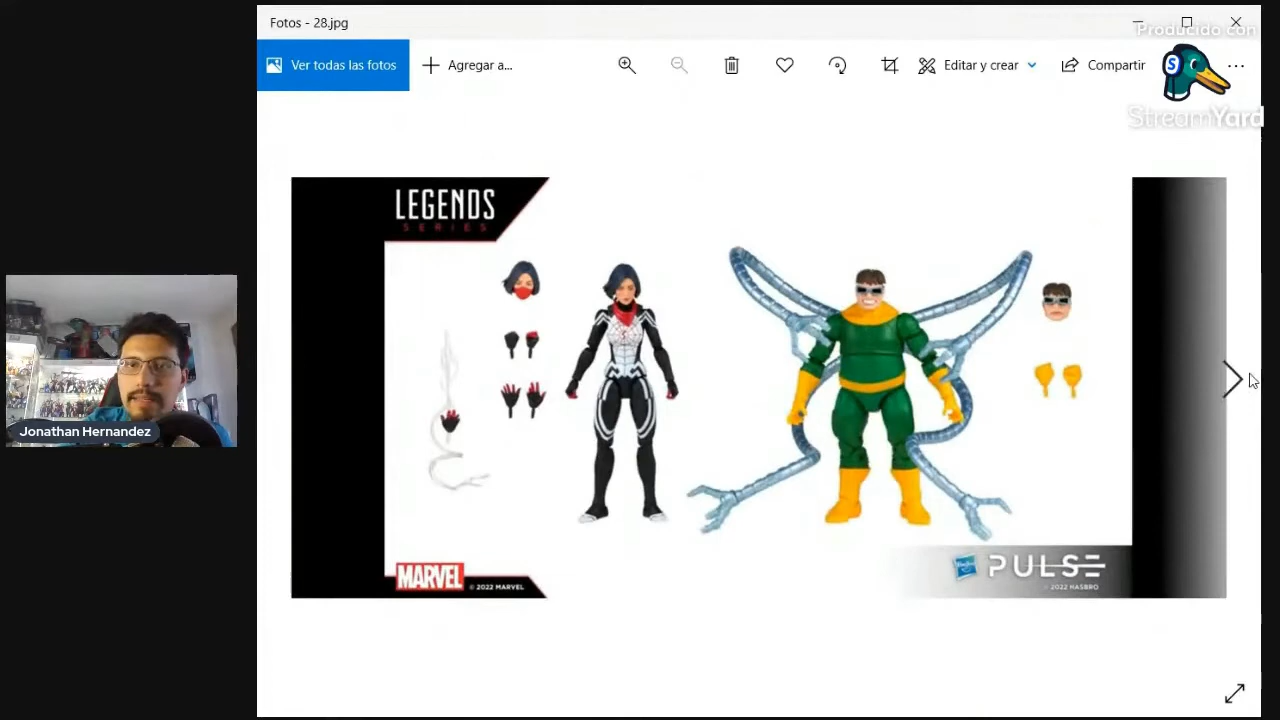 Fotos - 28.jpg
Producido con
Ver todas las fotos
Agregar a...
Editar y crear
Compartir
S
StreamYard
LEGENDS
SERIES
Jonathan Hernandez
MARVEL
© 2022 MARVEL
Hasbro
PULSE
© 2022 HASBRO